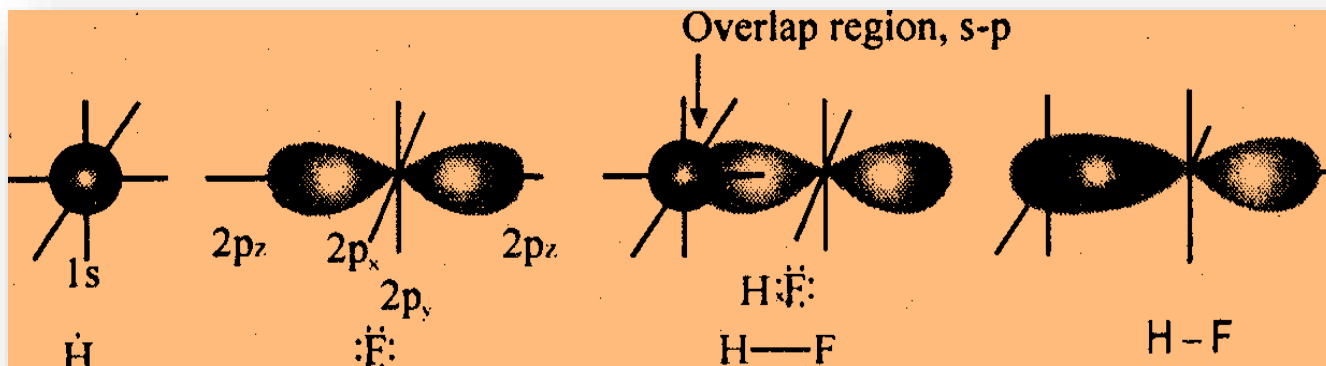 Overlap region, s-p
2pz 2px 2pz
1s
2py
H:F:
H :F: H—F H – F